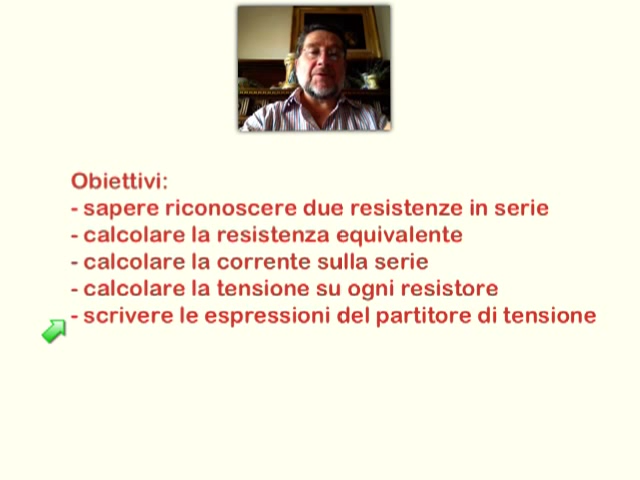 Obiettivi:
- sapere riconoscere due resistenze in serie
- calcolare la resistenza equivalente
- calcolare la corrente sulla serie
- calcolare la tensione su ogni resistore
- scrivere le espressioni del partitore di tensione